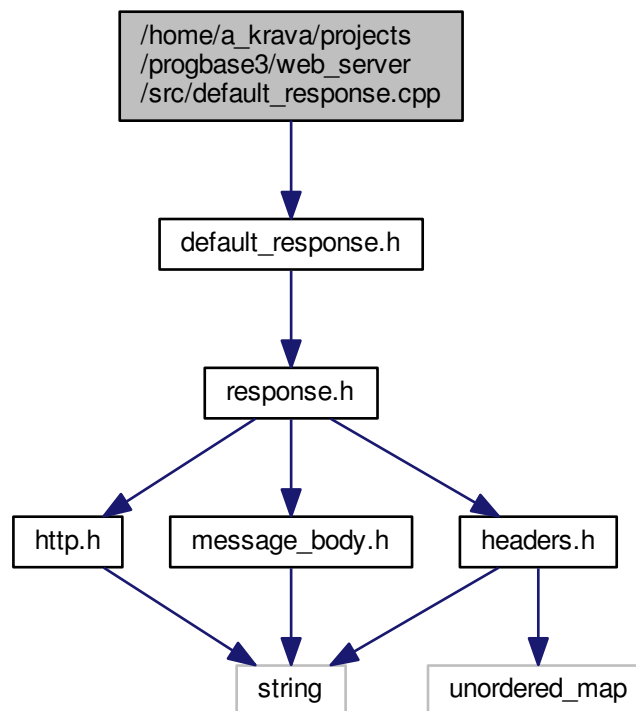 /home/a_krava/projects
/progbase3/web_server
/src/default_response.cpp
default_response.h
response.h
http.h
message_body.h
headers.h
string
unordered_map